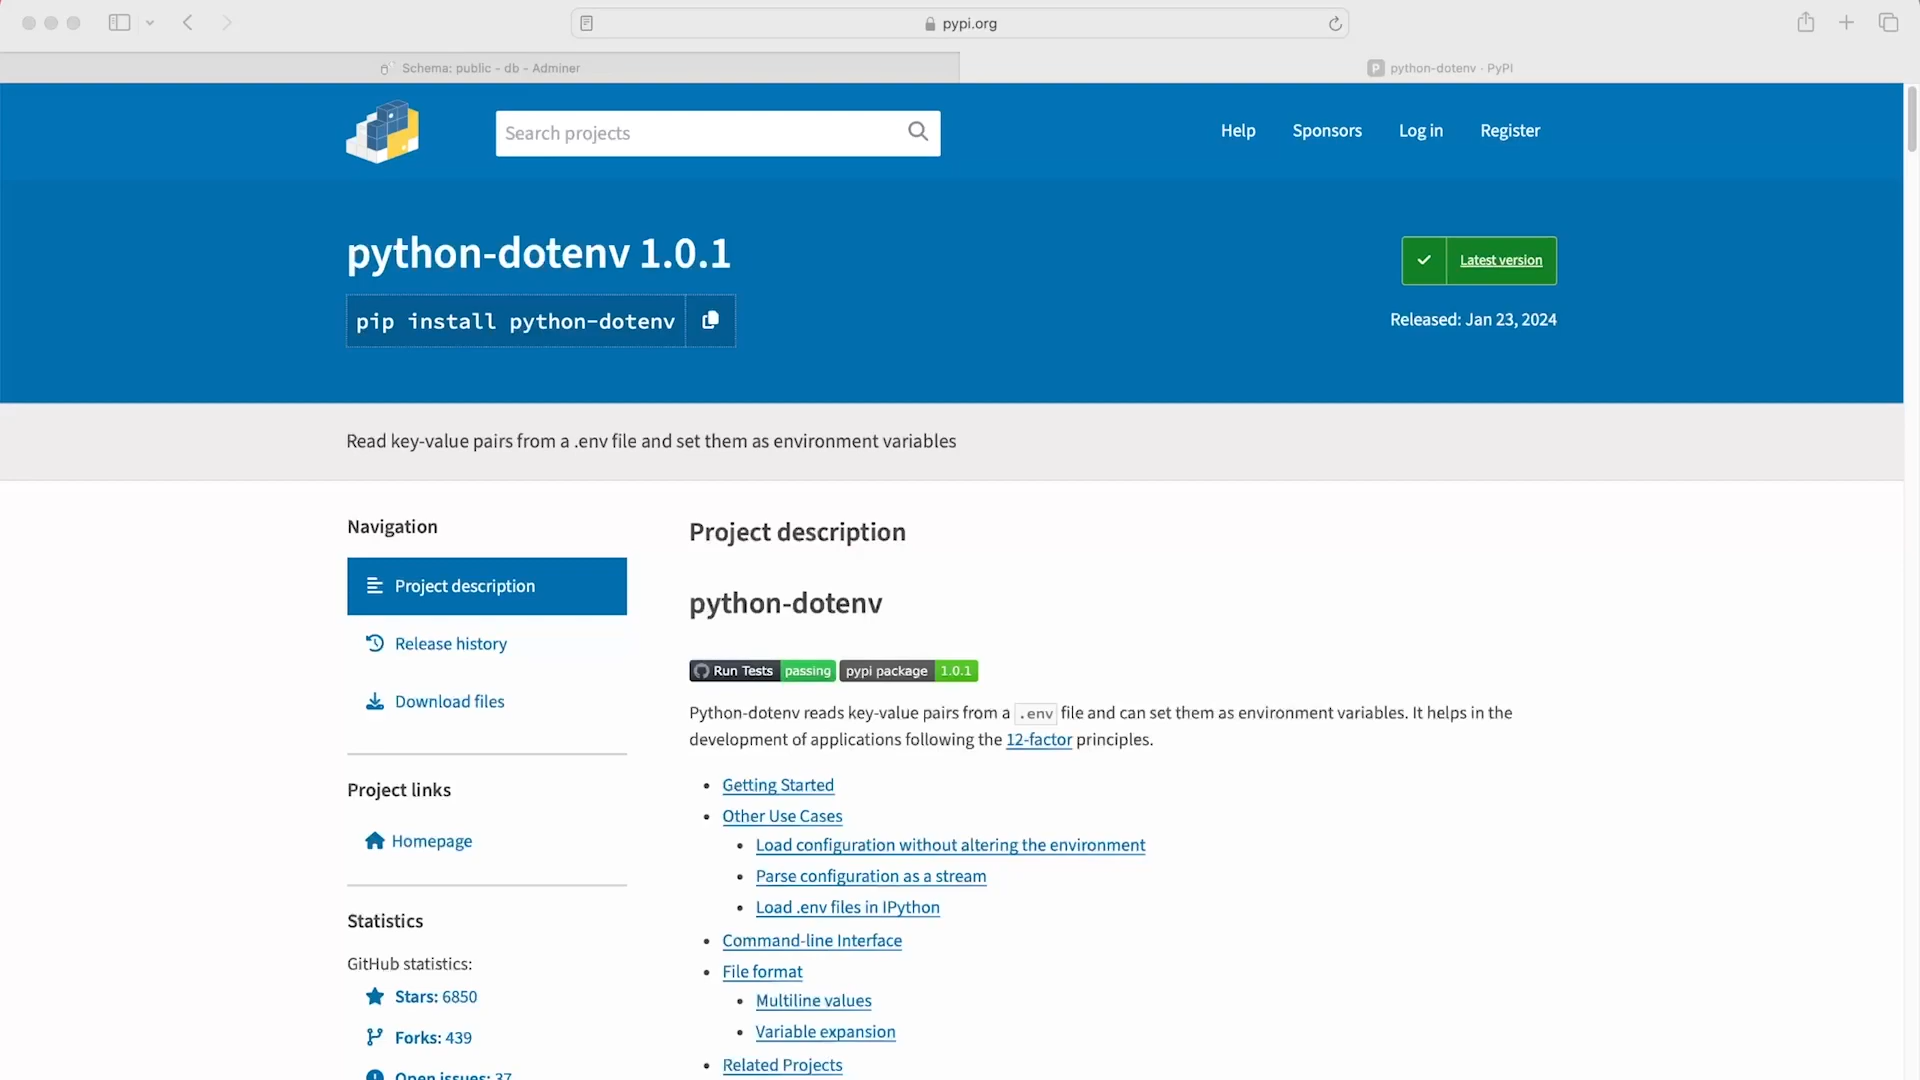 pypi.org
Schema: public - db - Adminer
P python-dotenv · PyPI
Search projects
Help
Sponsors
Log in
Register
python-dotenv 1.0.1
pip install python-dotenv
Latest version
Released: Jan 23, 2024
Read key-value pairs from a .env file and set them as environment variables
Navigation
Project description
Release history
Download files
Project links
Homepage
Statistics
GitHub statistics:
Stars: 6850
Forks: 439
Open issues: 37
Project description
python-dotenv
Run Tests passing pypi package 1.0.1
Python-dotenv reads key-value pairs from a .env file and can set them as environment variables. It helps in the
development of applications following the 12-factor principles.
Getting Started
Other Use Cases
Load configuration without altering the environment
Parse configuration as a stream
Load .env files in IPython
Command-line Interface
File format
Multiline values
Variable expansion
Related Projects